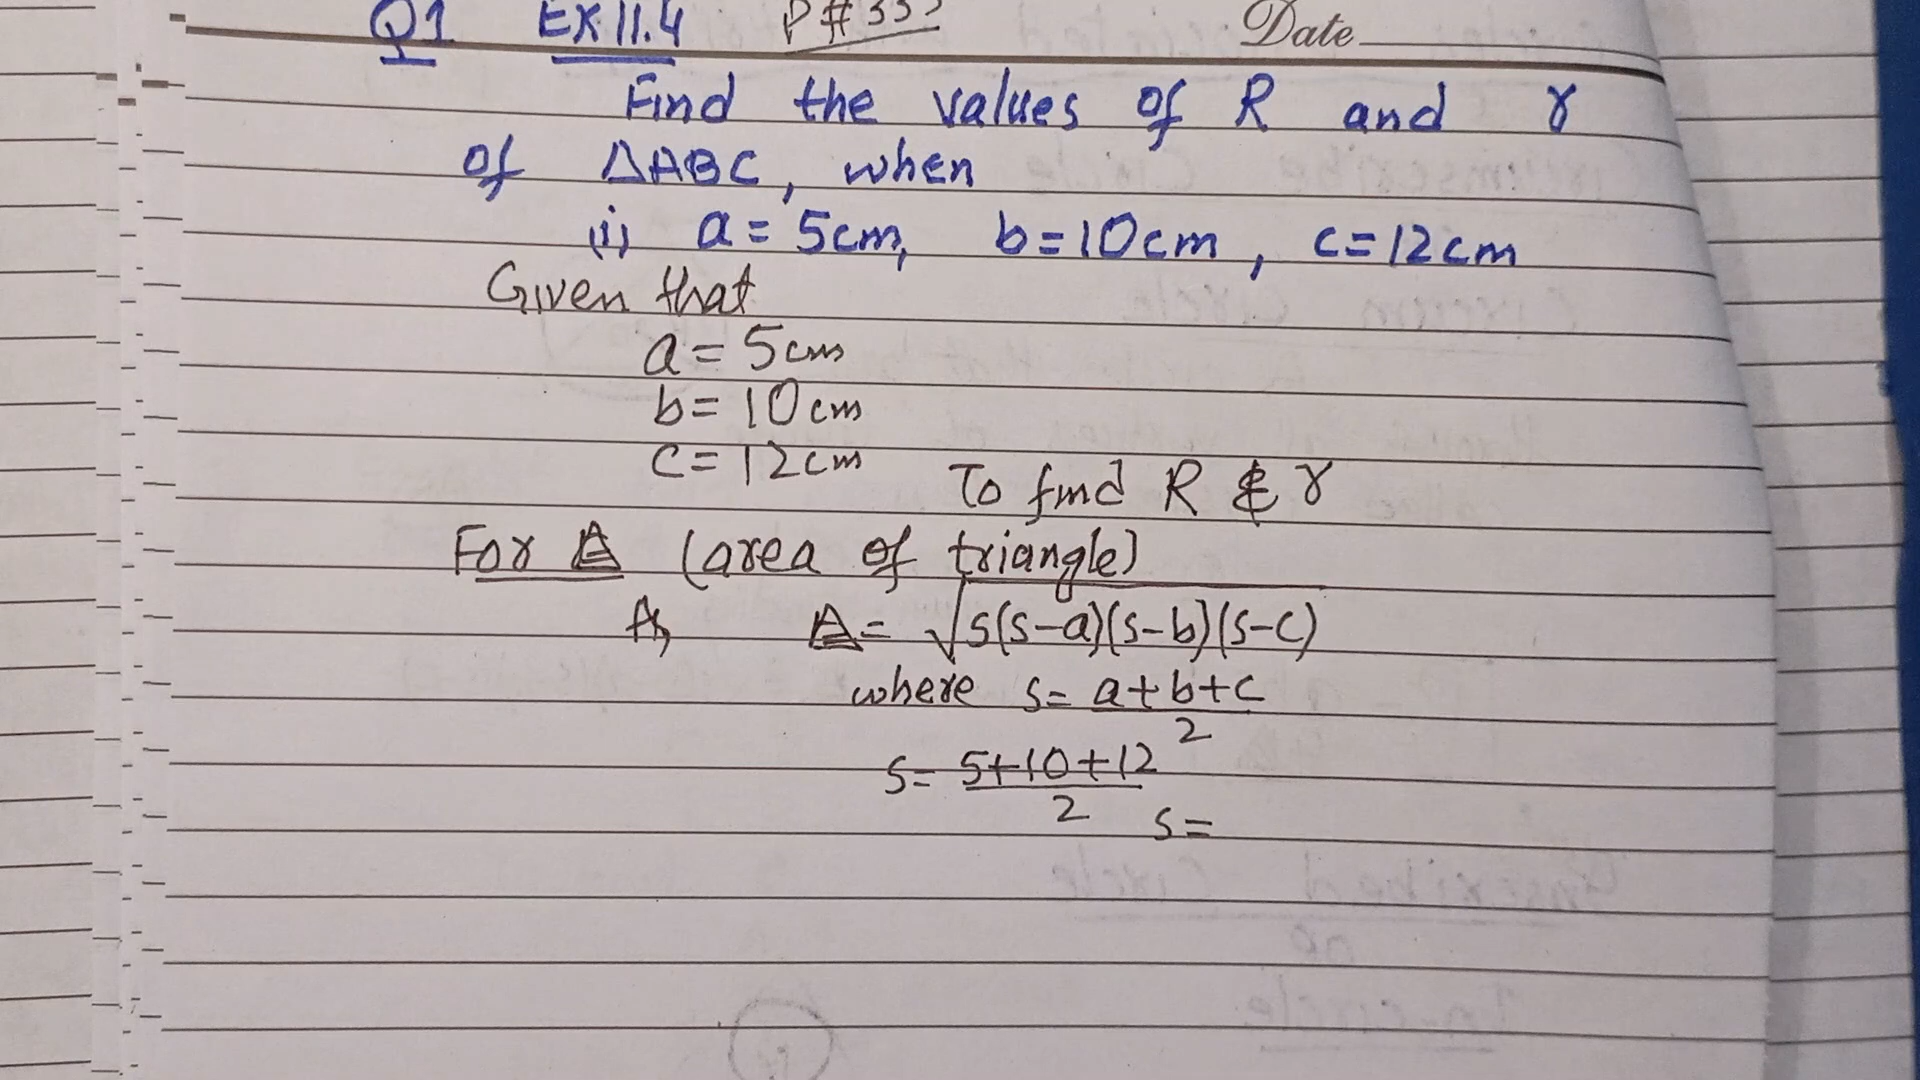 Q1 EX 11.4 P#
Date
Find the values of R and r
of ΔABC, when
(i) a = 5cm, b=10cm, c=12cm
Given that
a = 5cm
b= 10cm
c= 12cm
To find R & r
For Δ (area of triangle)
As Δ= √s(s-a)(s-b)(s-c)
where s= a+b+c/2
s= 5+10+12/2 s=